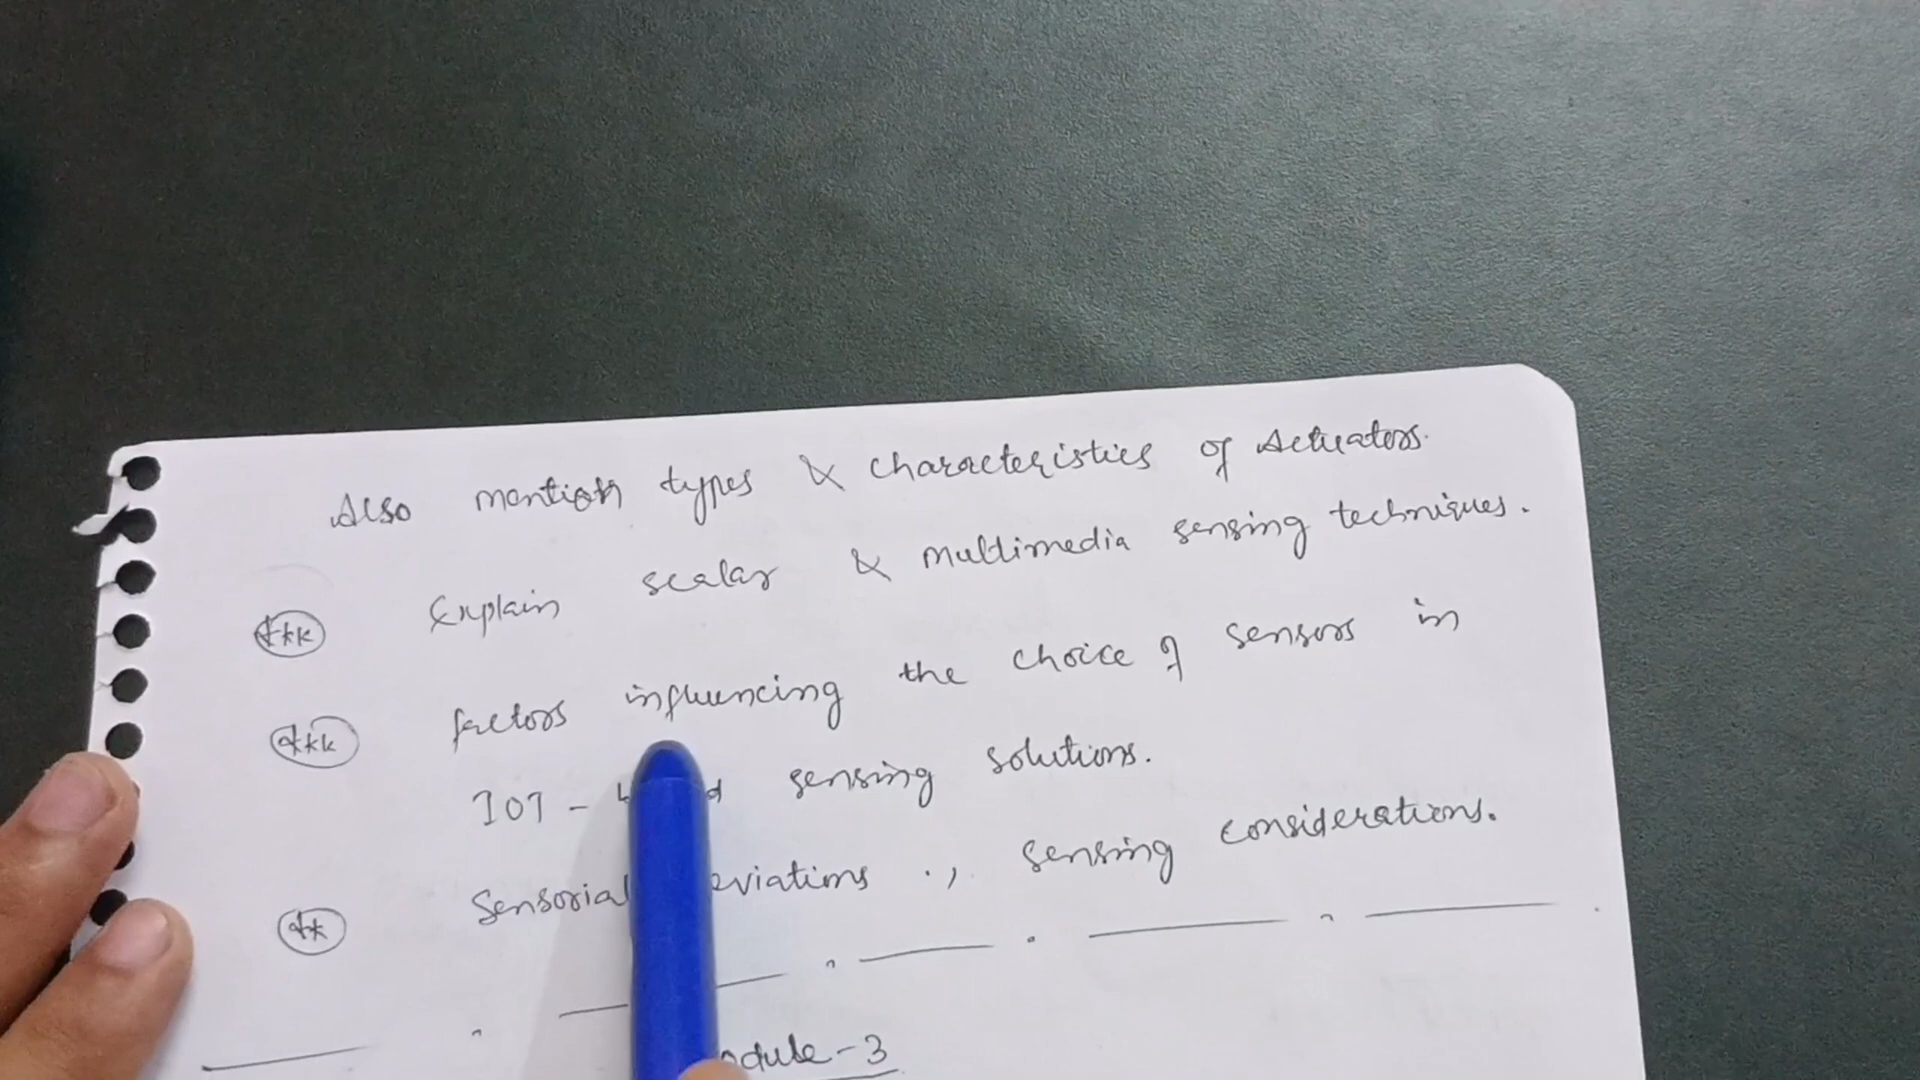 Also mention types & characteristics of Actuators.
*** Explain scalar & multimedia sensing techniques.
*** factors influencing the choice of sensors in
IOT - sensing solutions.
** Sensorial eviations ., sensing considerations.
odule-3